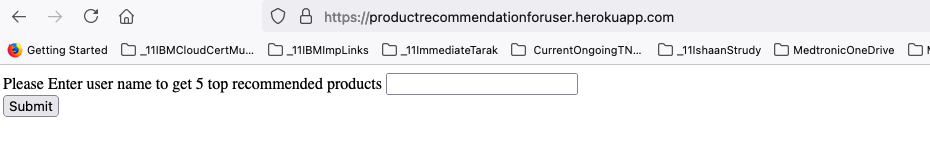 https://productrecommendationforuser.herokuapp.com
Getting Started _11IBMCloudCertMu... _11IBMImpLinks _11ImmediateTarak CurrentOngoingTN... _11IshaanStrudy MedtronicOneDrive
Please Enter user name to get 5 top recommended products
Submit